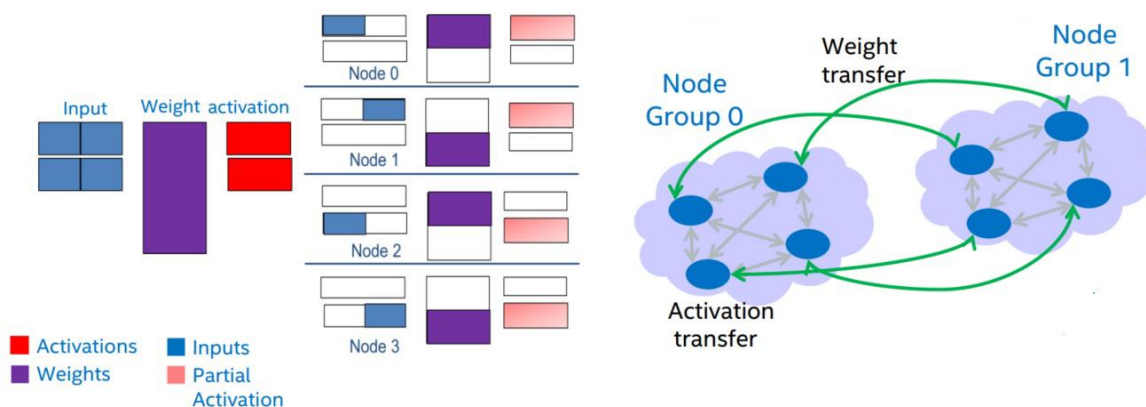 Input
Weight
activation
Activations
Weights
Inputs
Partial
Activation
Node 0
Node 1
Node 2
Node 3
Node
Group 0
Weight
transfer
Node
Group 1
Activation
transfer